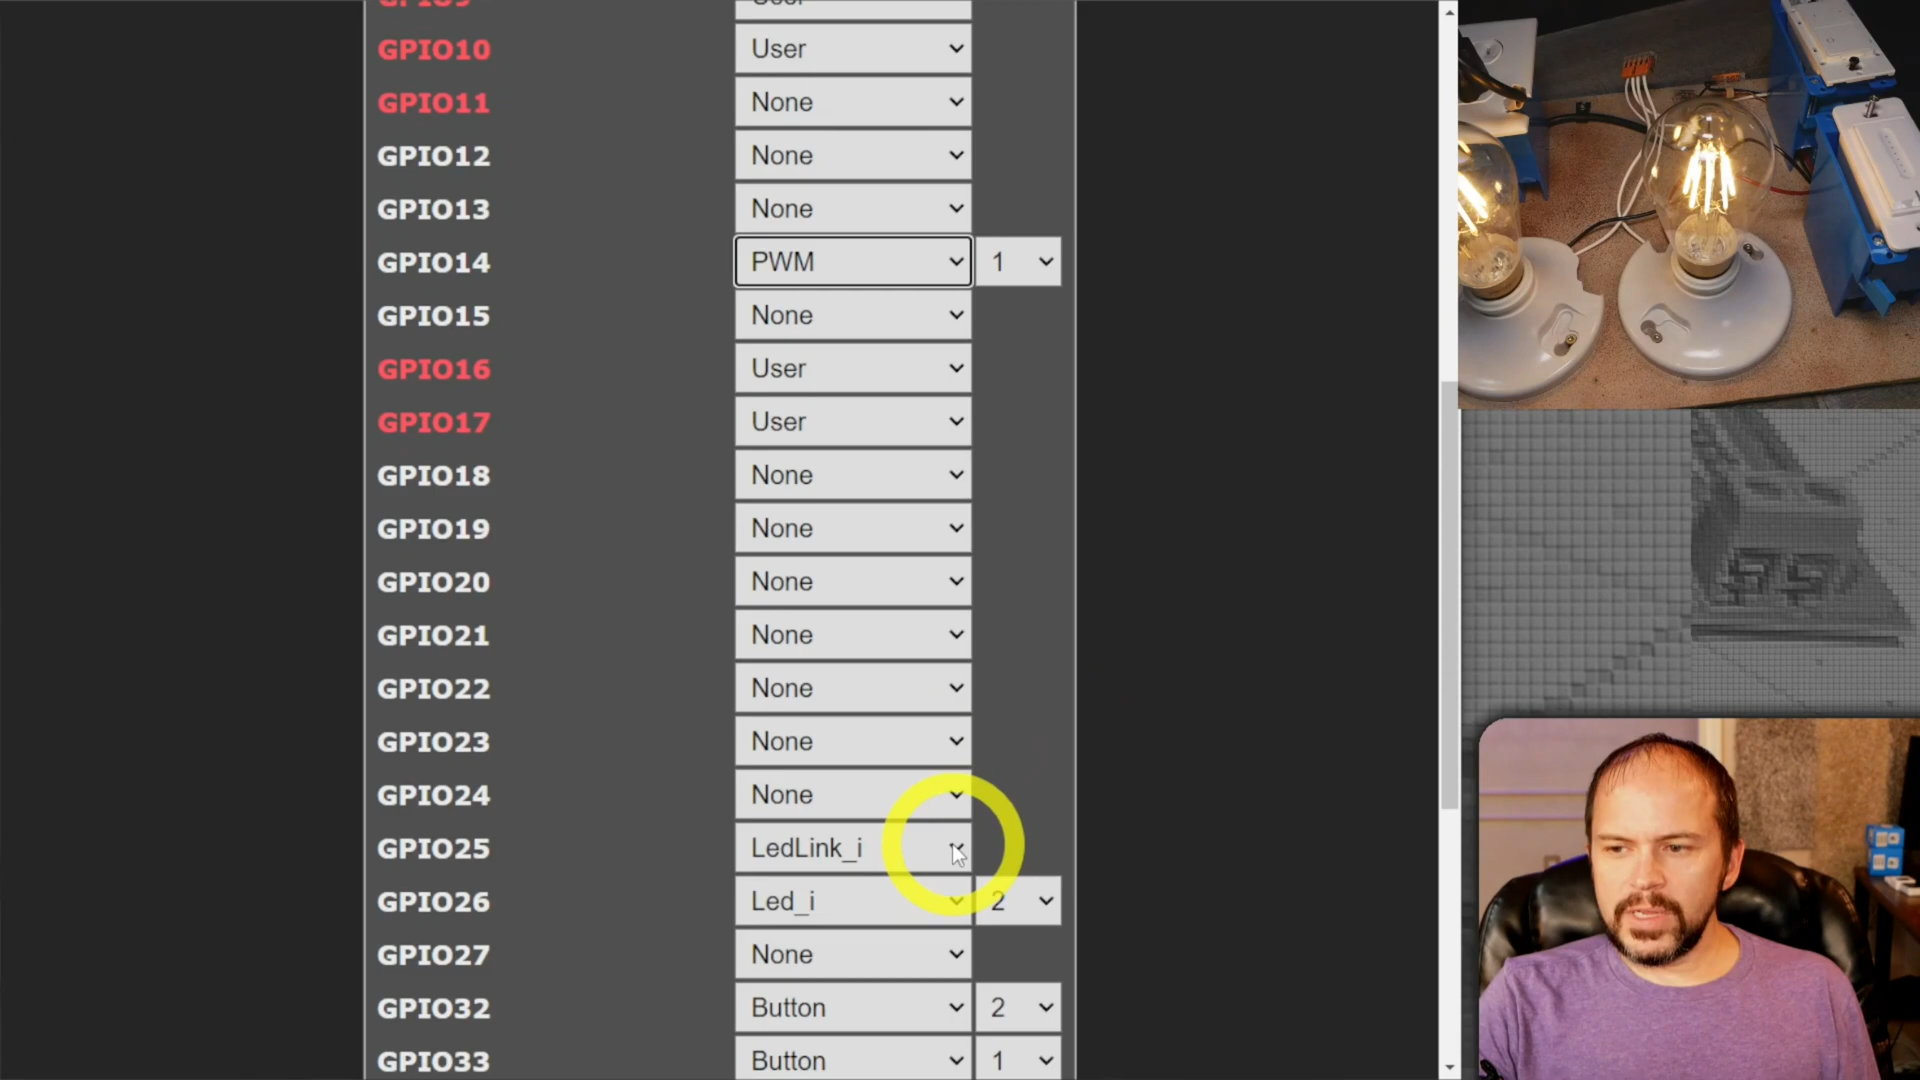 GPIO9 User
GPIO10 User
GPIO11 None
GPIO12 None
GPIO13 None
GPIO14 PWM 1
GPIO15 None
GPIO16 User
GPIO17 User
GPIO18 None
GPIO19 None
GPIO20 None
GPIO21 None
GPIO22 None
GPIO23 None
GPIO24 None
GPIO25 LedLink_i
GPIO26 Led_i 2
GPIO27 None
GPIO32 Button 2
GPIO33 Button 1